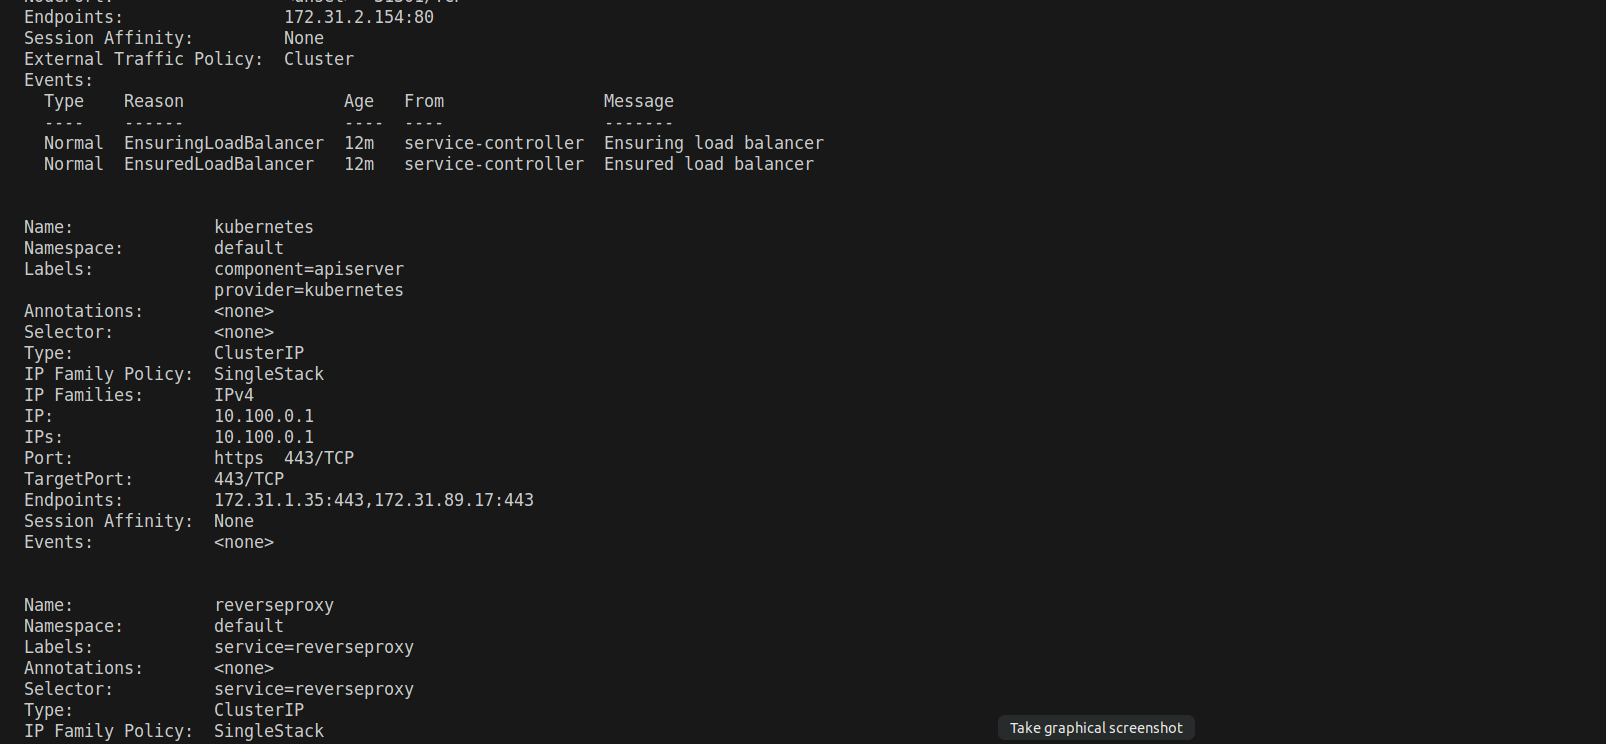 Endpoints: 172.31.2.154:80
Session Affinity: None
External Traffic Policy: Cluster
Events:
Type Reason Age From Message
---- ------ ---- ---- -------
Normal EnsuringLoadBalancer 12m service-controller Ensuring load balancer
Normal EnsuredLoadBalancer 12m service-controller Ensured load balancer
Name: kubernetes
Namespace: default
Labels: component=apiserver
provider=kubernetes
Annotations: <none>
Selector: <none>
Type: ClusterIP
IP Family Policy: SingleStack
IP Families: IPv4
IP: 10.100.0.1
IPs: 10.100.0.1
Port: https 443/TCP
TargetPort: 443/TCP
Endpoints: 172.31.1.35:443,172.31.89.17:443
Session Affinity: None
Events: <none>
Name: reverseproxy
Namespace: default
Labels: service=reverseproxy
Annotations: <none>
Selector: service=reverseproxy
Type: ClusterIP
IP Family Policy: SingleStack
Take graphical screenshot